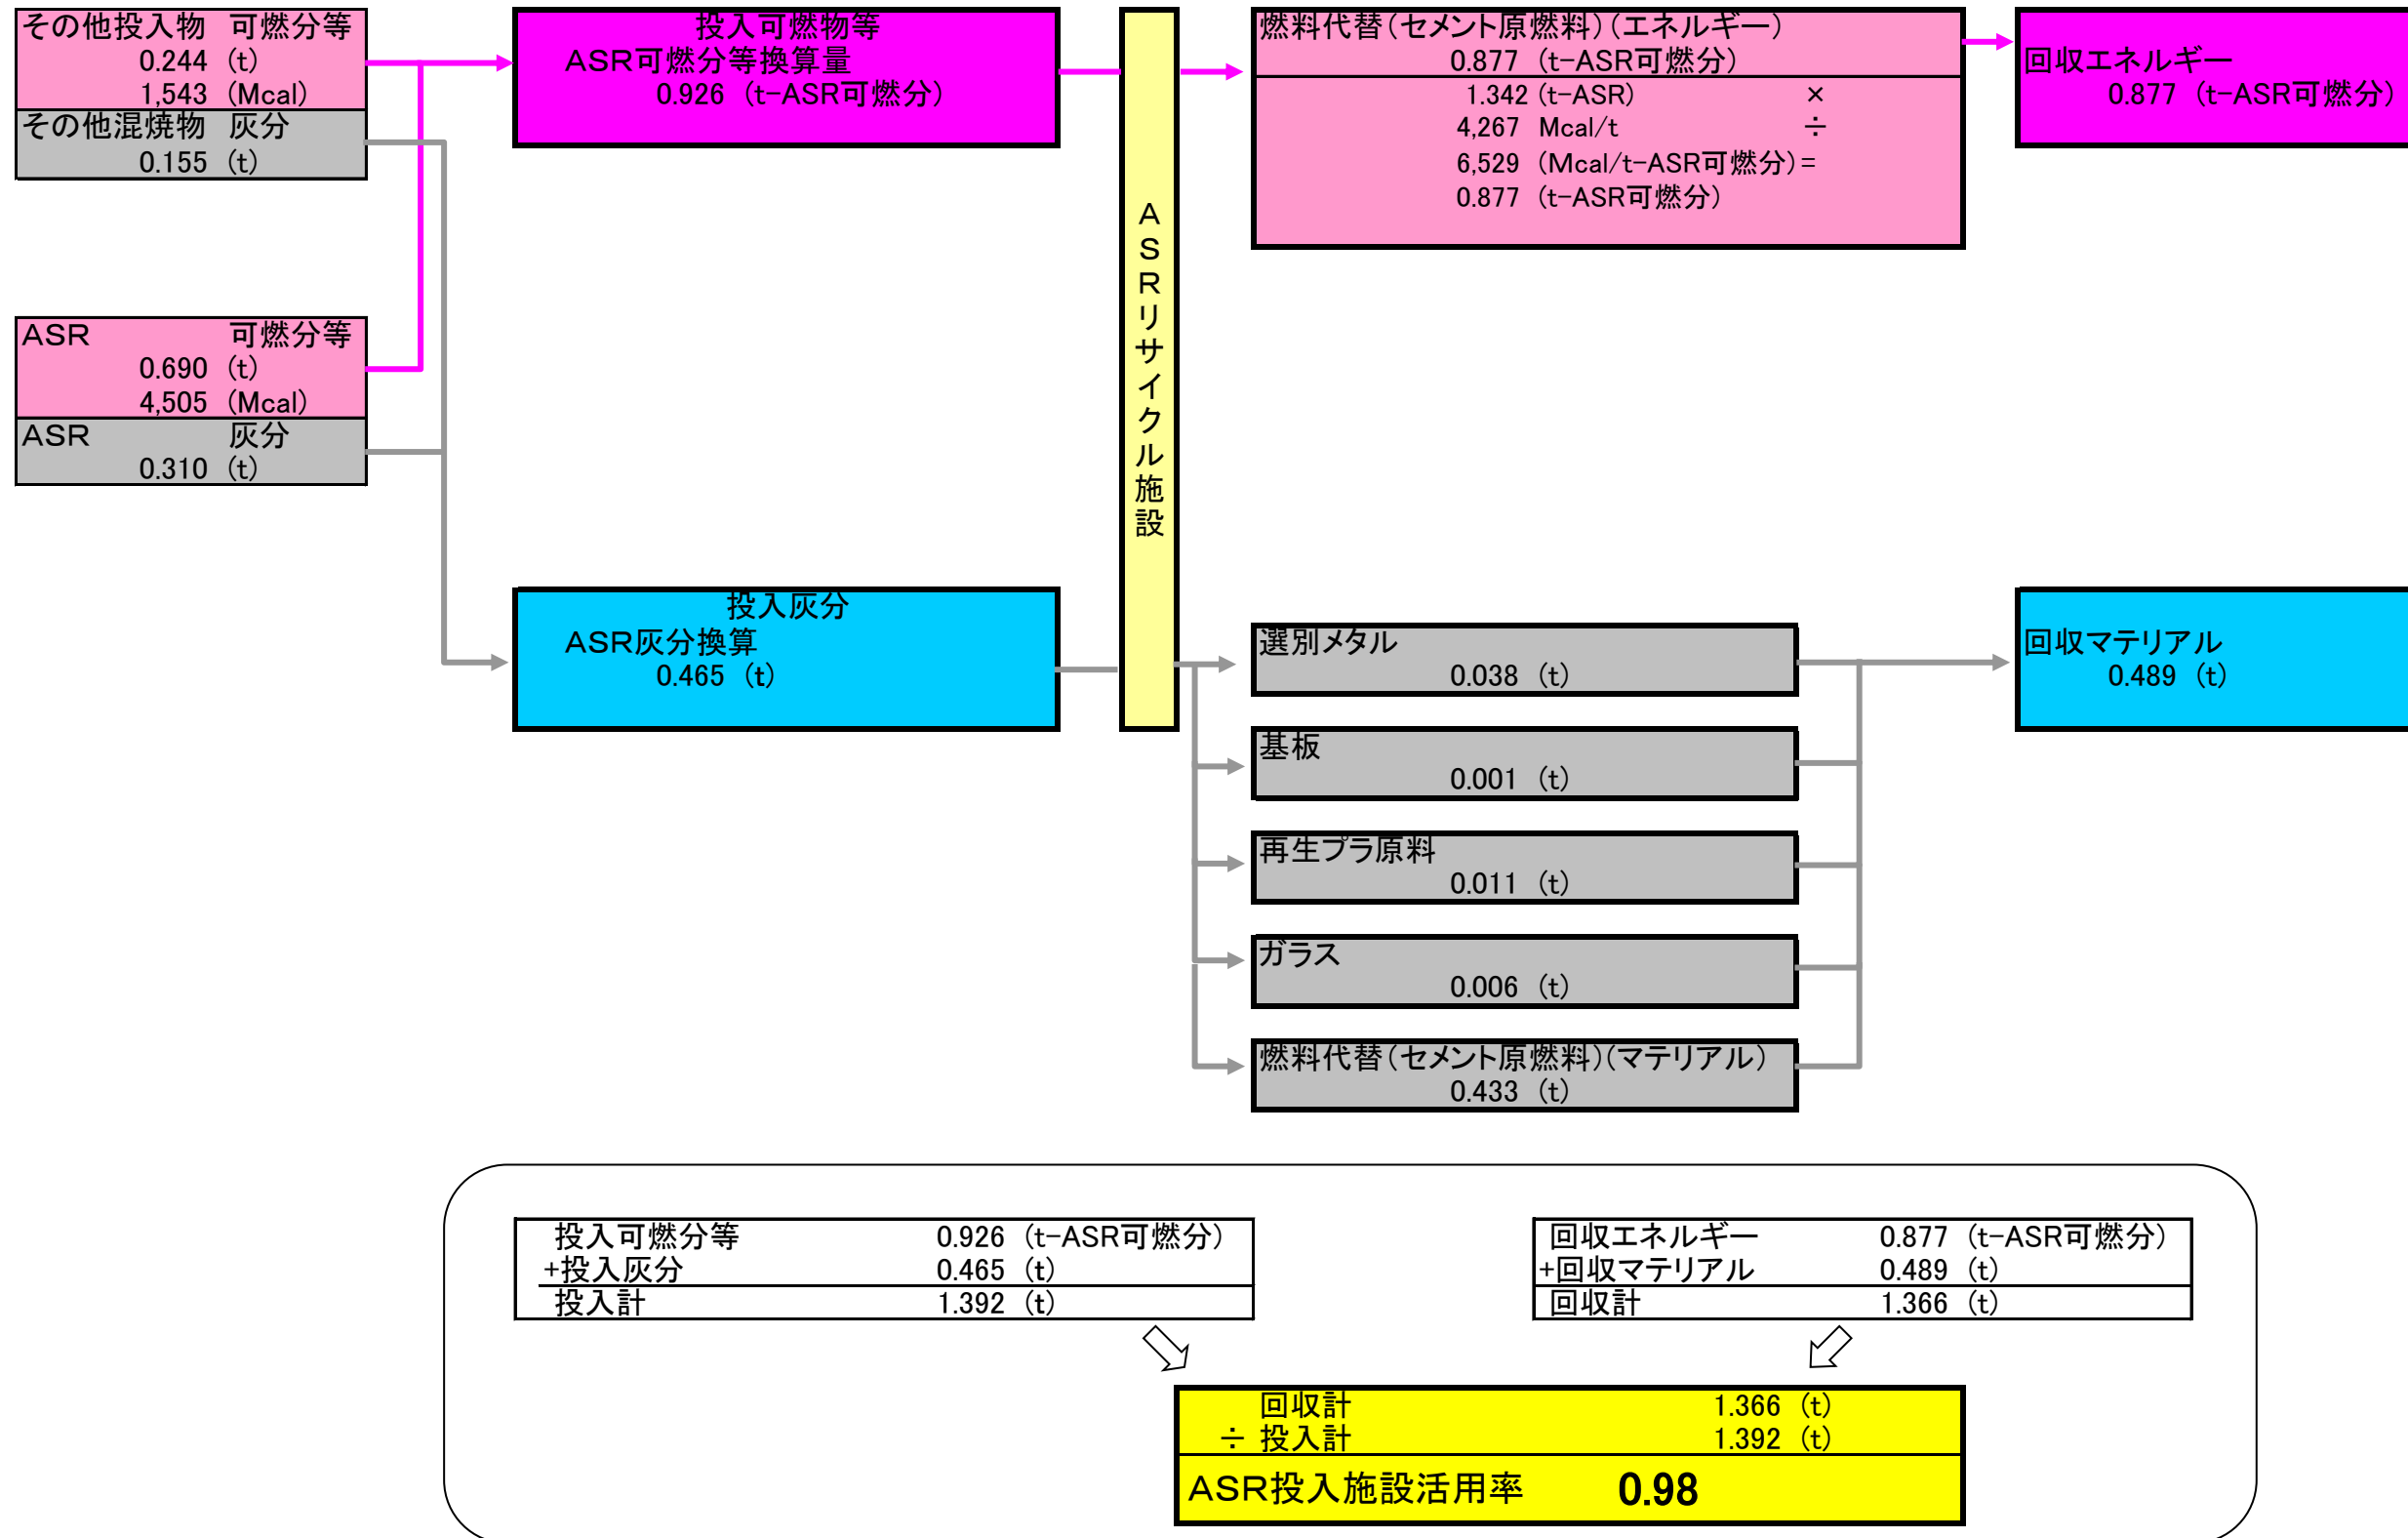 その他投入物 可燃分等
0.244 (t)
1,543 (Mcal)
その他混焼物 灰分
0.155 (t)
ASR 可燃分等
0.690 (t)
4,505 (Mcal)
ASR 灰分
0.310 (t)
投入可燃物等
ASR可燃分等換算量
0.926 (t-ASR可燃分)
投入灰分
ASR灰分換算
0.465 (t)
ASRリサイクル施設
燃料代替(セメント原燃料)(エネルギー)
0.877 (t-ASR可燃分)
1.342 (t-ASR) ×
4,267 Mcal/t ÷
6,529 (Mcal/t-ASR可燃分)=
0.877 (t-ASR可燃分)
回収エネルギー
0.877 (t-ASR可燃分)
選別メタル
0.038 (t)
基板
0.001 (t)
再生プラ原料
0.011 (t)
ガラス
0.006 (t)
燃料代替(セメント原燃料)(マテリアル)
0.433 (t)
回収マテリアル
0.489 (t)
投入可燃分等 0.926 (t-ASR可燃分)
+投入灰分 0.465 (t)
投入計 1.392 (t)
回収エネルギー 0.877 (t-ASR可燃分)
+回収マテリアル 0.489 (t)
回収計 1.366 (t)
回収計 1.366 (t)
÷ 投入計 1.392 (t)
ASR投入施設活用率 0.98